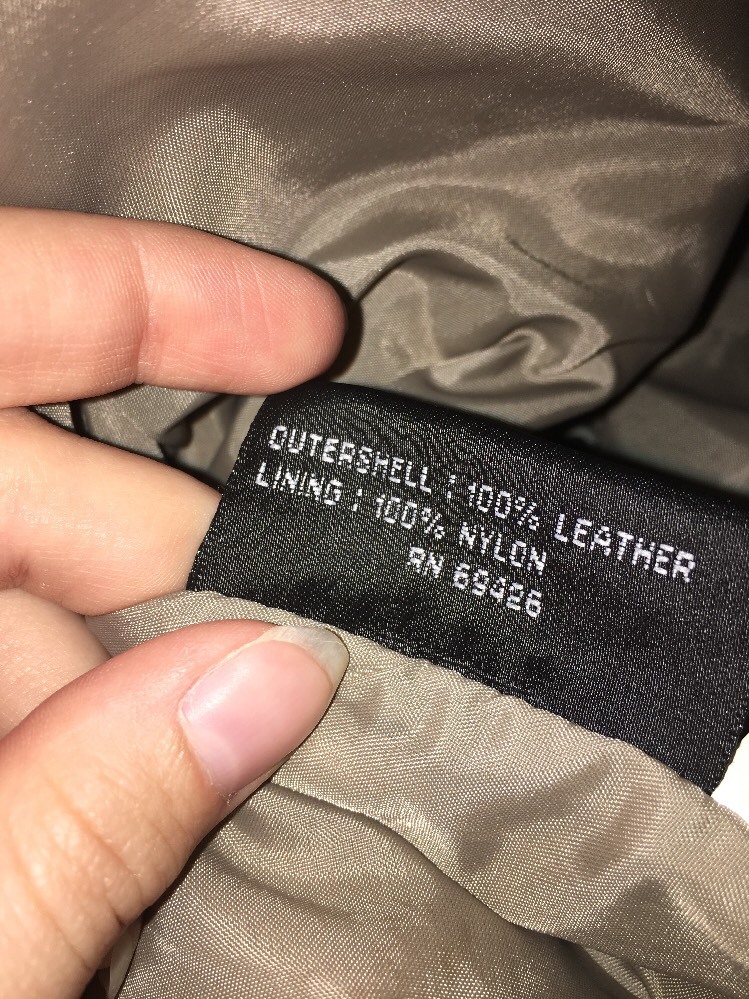 OUTERSHELL : 100% LEATHER
LINING : 100% NYLON
RN 69426